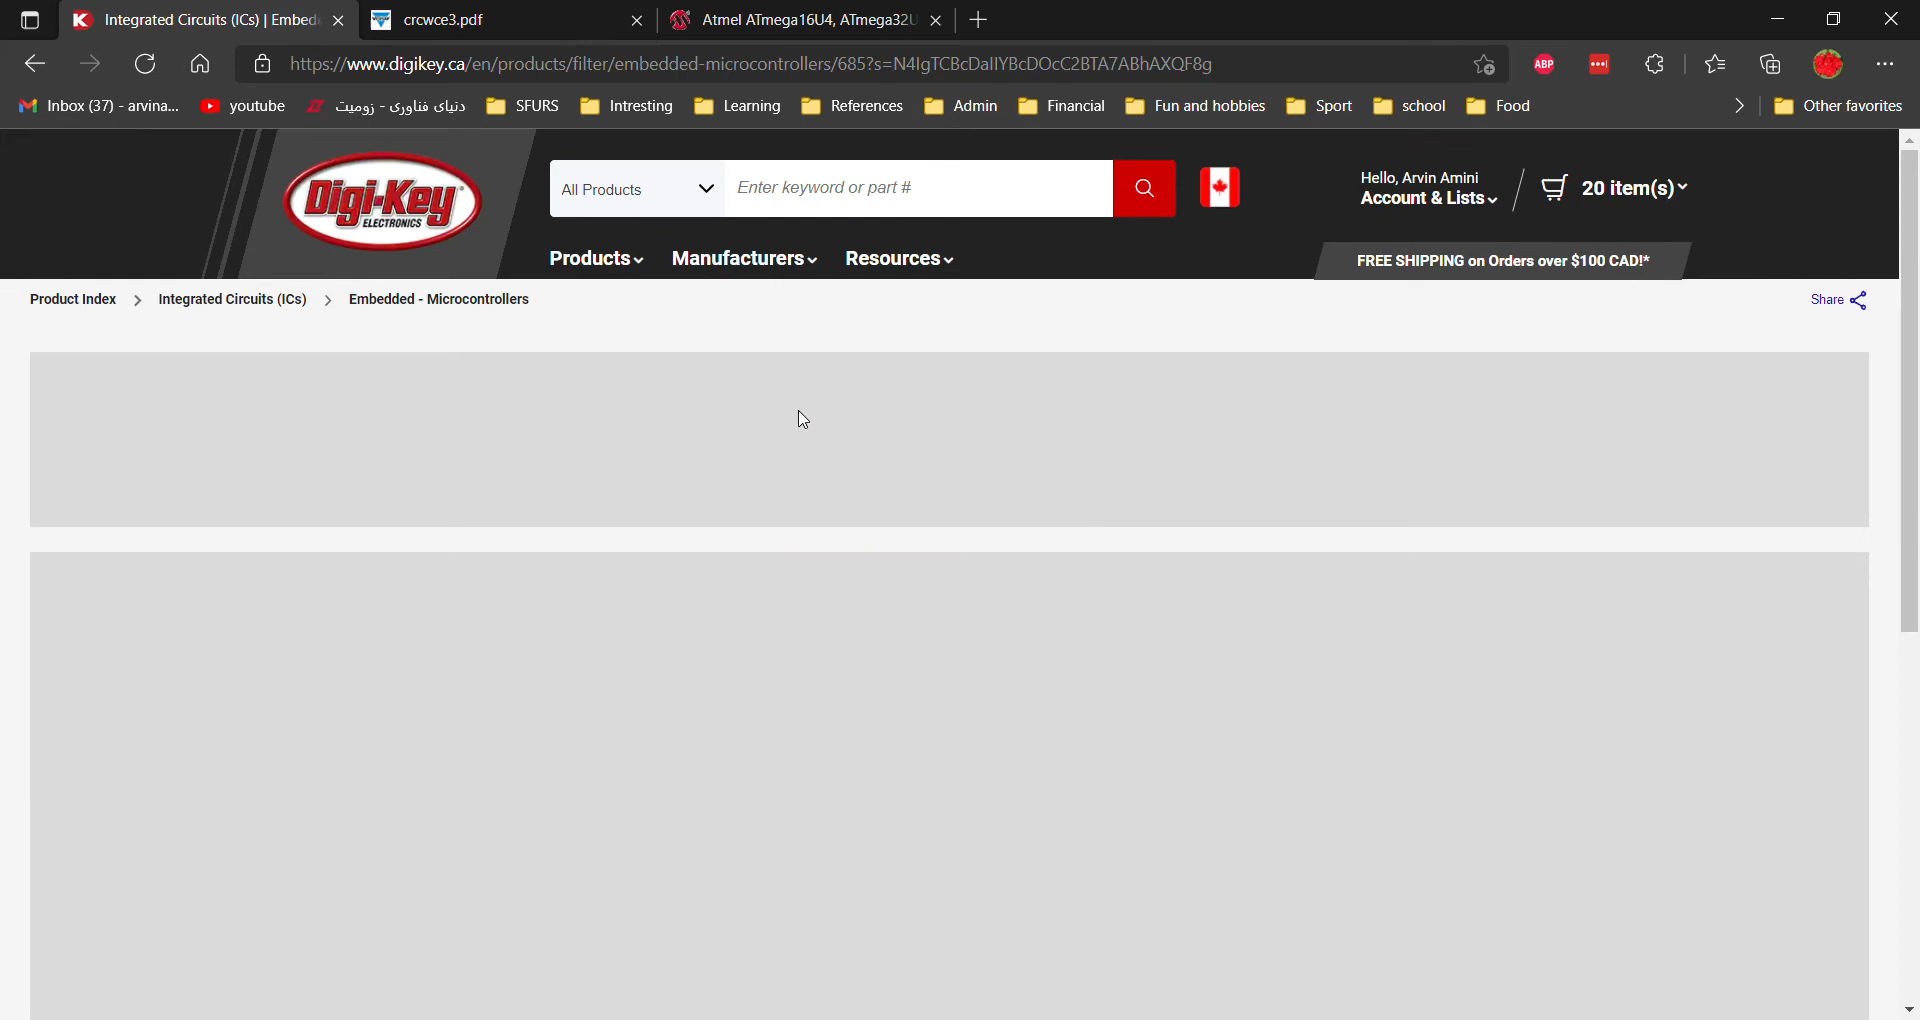 Integrated Circuits (ICs) | Embed
crcwce3.pdf
Atmel ATmega16U4, ATmega32U
https://www.digikey.ca/en/products/filter/embedded-microcontrollers/685?s=N4IgTCBcDaIIYBcDOcC2BTA7ABhAXQF8g
ABP
Inbox (37) - arvina...
youtube
دنیای فناوری - زومیت
SFURS
Intresting
Learning
References
Admin
Financial
Fun and hobbies
Sport
school
Food
Other favorites
Digi-Key
ELECTRONICS
All Products
Enter keyword or part #
Hello, Arvin Amini
Account & Lists
20 item(s)
Products
Manufacturers
Resources
FREE SHIPPING on Orders over $100 CAD!*
Product Index > Integrated Circuits (ICs) > Embedded - Microcontrollers
Share